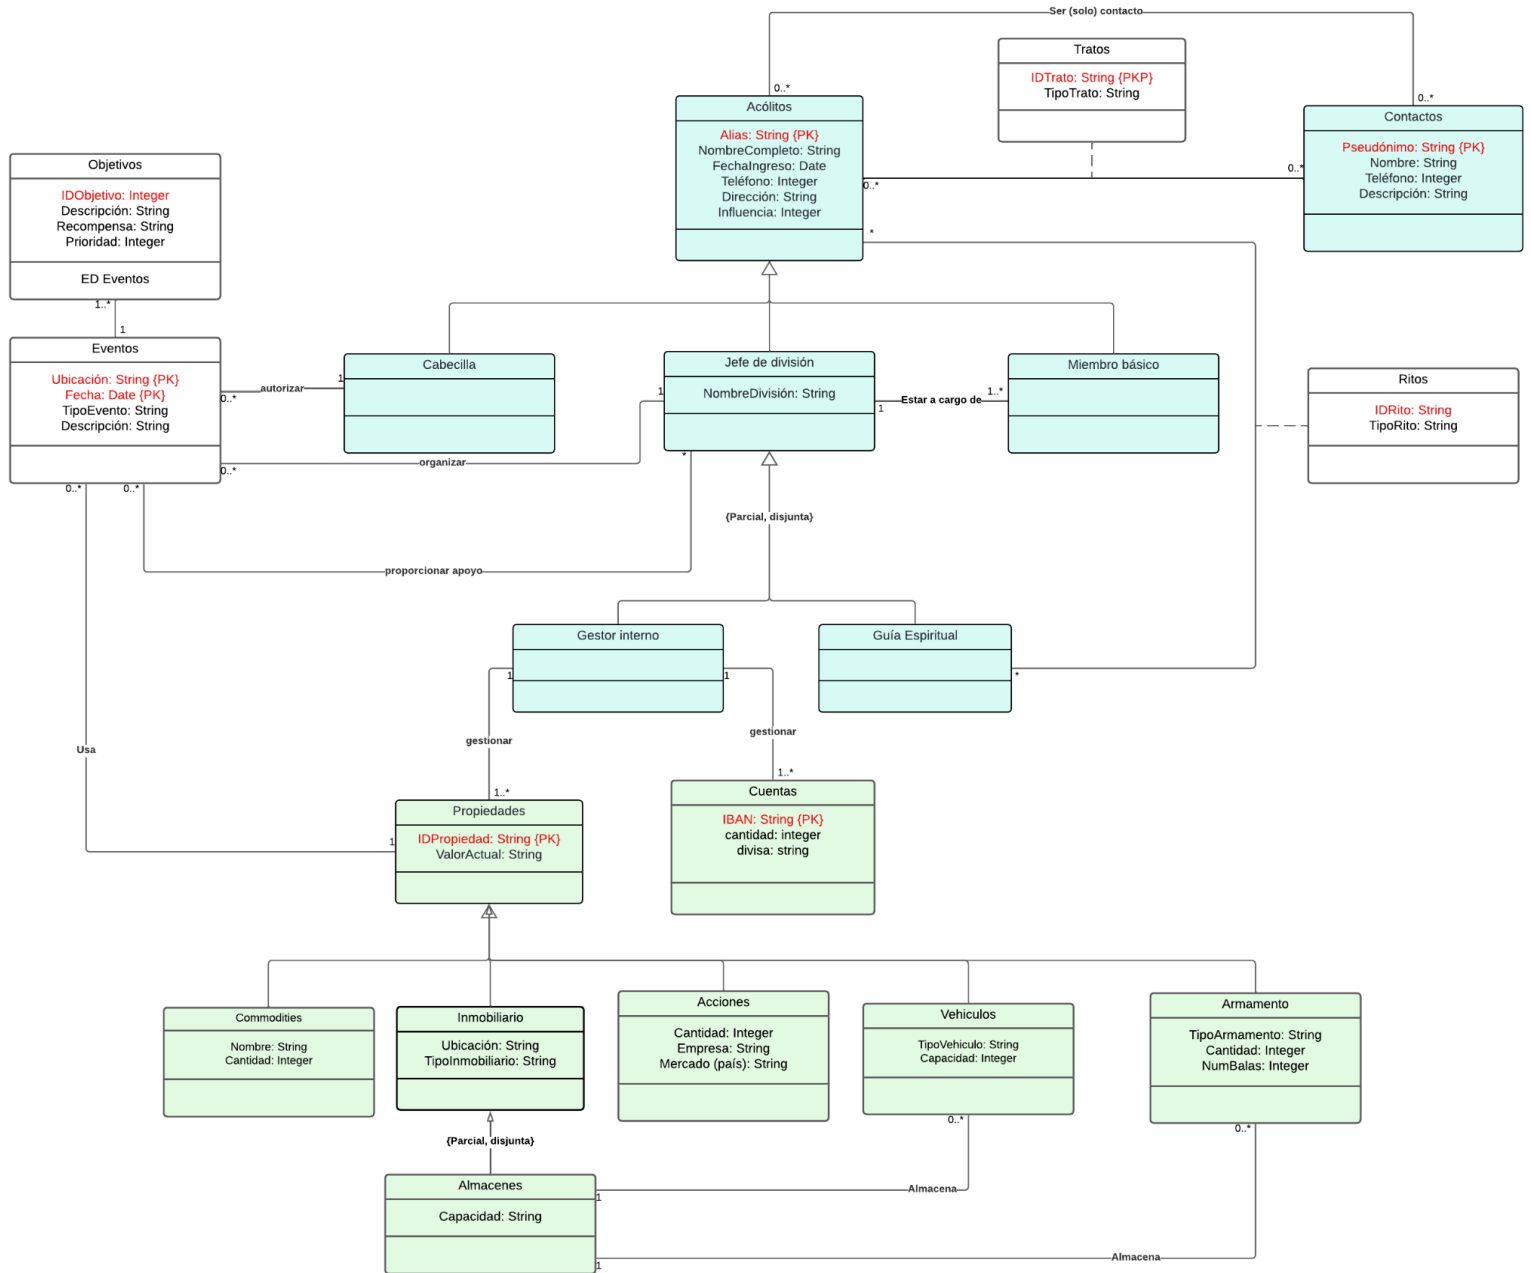 Ser (solo) contacto
Tratos
IDTrato: String {PKP}
TipoTrato: String
0..*
0..*
Acólitos
Alias: String {PK}
NombreCompleto: String
FechaIngreso: Date
Teléfono: Integer
Dirección: String
Influencia: Integer
0..*
0..*
*
Contactos
Pseudónimo: String {PK}
Nombre: String
Teléfono: Integer
Descripción: String
Objetivos
IDObjetivo: Integer
Descripción: String
Recompensa: String
Prioridad: Integer
ED Eventos
1..*
1
Eventos
Ubicación: String {PK}
Fecha: Date {PK}
TipoEvento: String
Descripción: String
0..*
autorizar
1
Cabecilla
Jefe de división
NombreDivisión: String
1
1
Estar a cargo de
1..*
Miembro básico
Ritos
IDRito: String
TipoRito: String
0..*
organizar
*
0..*
0..*
{Parcial, disjunta}
proporcionar apoyo
Gestor interno
Guía Espiritual
1
1
*
gestionar
gestionar
Usa
1..*
1..*
Propiedades
IDPropiedad: String {PK}
ValorActual: String
1
Cuentas
IBAN: String {PK}
cantidad: integer
divisa: string
Commodities
Nombre: String
Cantidad: Integer
Inmobiliario
Ubicación: String
TipoInmobiliario: String
Acciones
Cantidad: Integer
Empresa: String
Mercado (país): String
Vehiculos
TipoVehiculo: String
Capacidad: Integer
Armamento
TipoArmamento: String
Cantidad: Integer
NumBalas: Integer
0..*
0..*
{Parcial, disjunta}
Almacenes
Capacidad: String
1
Almacena
1
Almacena